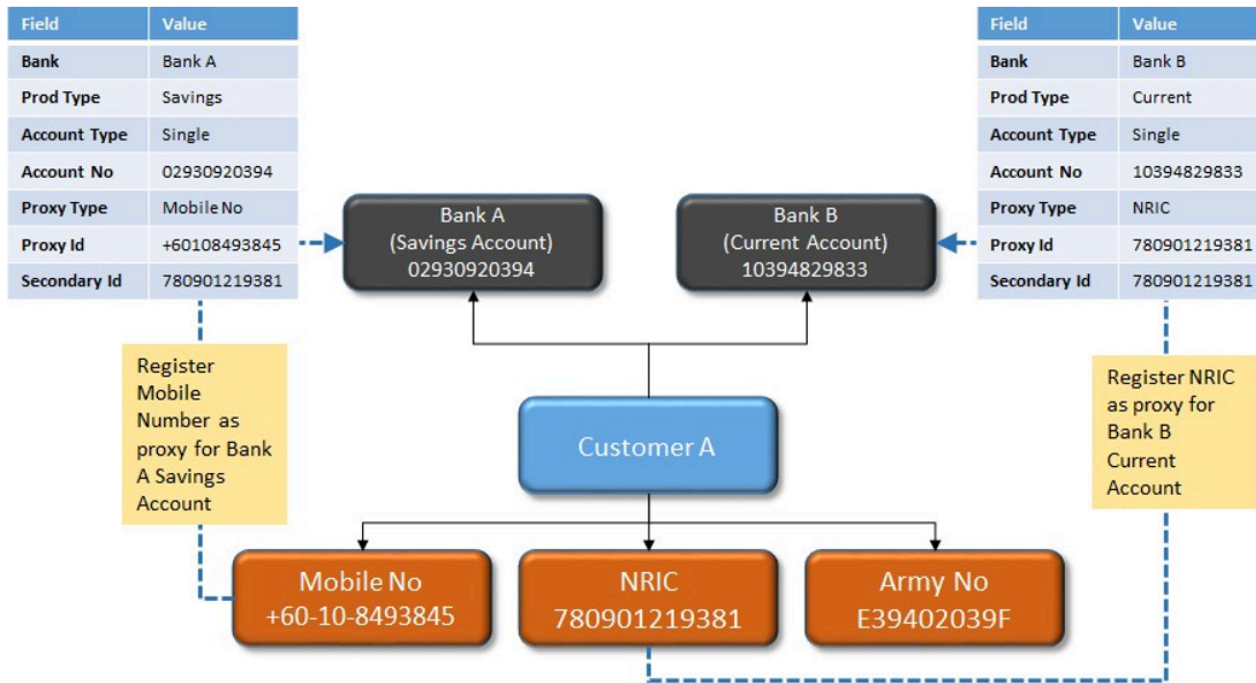 Field Value
Bank Bank A
Prod Type Savings
Account Type Single
Account No 02930920394
Proxy Type Mobile No
Proxy Id +60108493845
Secondary Id 780901219381
Field Value
Bank Bank B
Prod Type Current
Account Type Single
Account No 10394829833
Proxy Type NRIC
Proxy Id 780901219381
Secondary Id 780901219381
Bank A
(Savings Account)
02930920394
Bank B
(Current Account)
10394829833
Register
Mobile
Number as
proxy for Bank
A Savings
Account
Customer A
Register NRIC
as proxy for
Bank B
Current
Account
Mobile No
+60-10-8493845
NRIC
780901219381
Army No
E39402039F